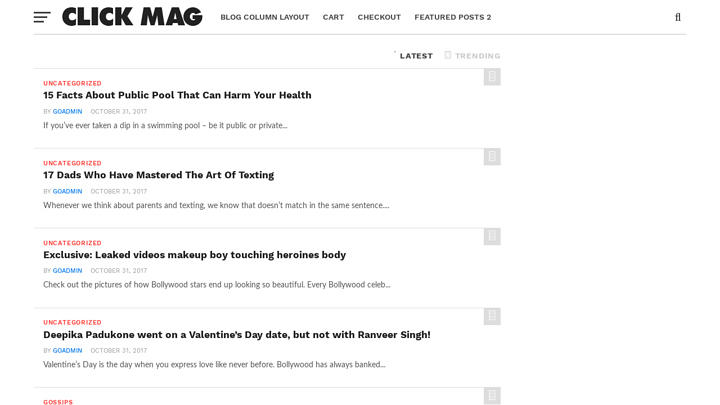 CLICK MAG
BLOG COLUMN LAYOUT CART CHECKOUT FEATURED POSTS 2
LATEST TRENDING
UNCATEGORIZED
15 Facts About Public Pool That Can Harm Your Health
BY GOADMIN OCTOBER 31, 2017
If you’ve ever taken a dip in a swimming pool – be it public or private...
UNCATEGORIZED
17 Dads Who Have Mastered The Art Of Texting
BY GOADMIN OCTOBER 31, 2017
Whenever we think about parents and texting, we know that doesn’t match in the same sentence....
UNCATEGORIZED
Exclusive: Leaked videos makeup boy touching heroines body
BY GOADMIN OCTOBER 31, 2017
Check out the pictures of how Bollywood stars end up looking so beautiful. Every Bollywood celeb...
UNCATEGORIZED
Deepika Padukone went on a Valentine’s Day date, but not with Ranveer Singh!
BY GOADMIN OCTOBER 31, 2017
Valentine’s Day is the day when you express love like never before. Bollywood has always banked...
GOSSIPS